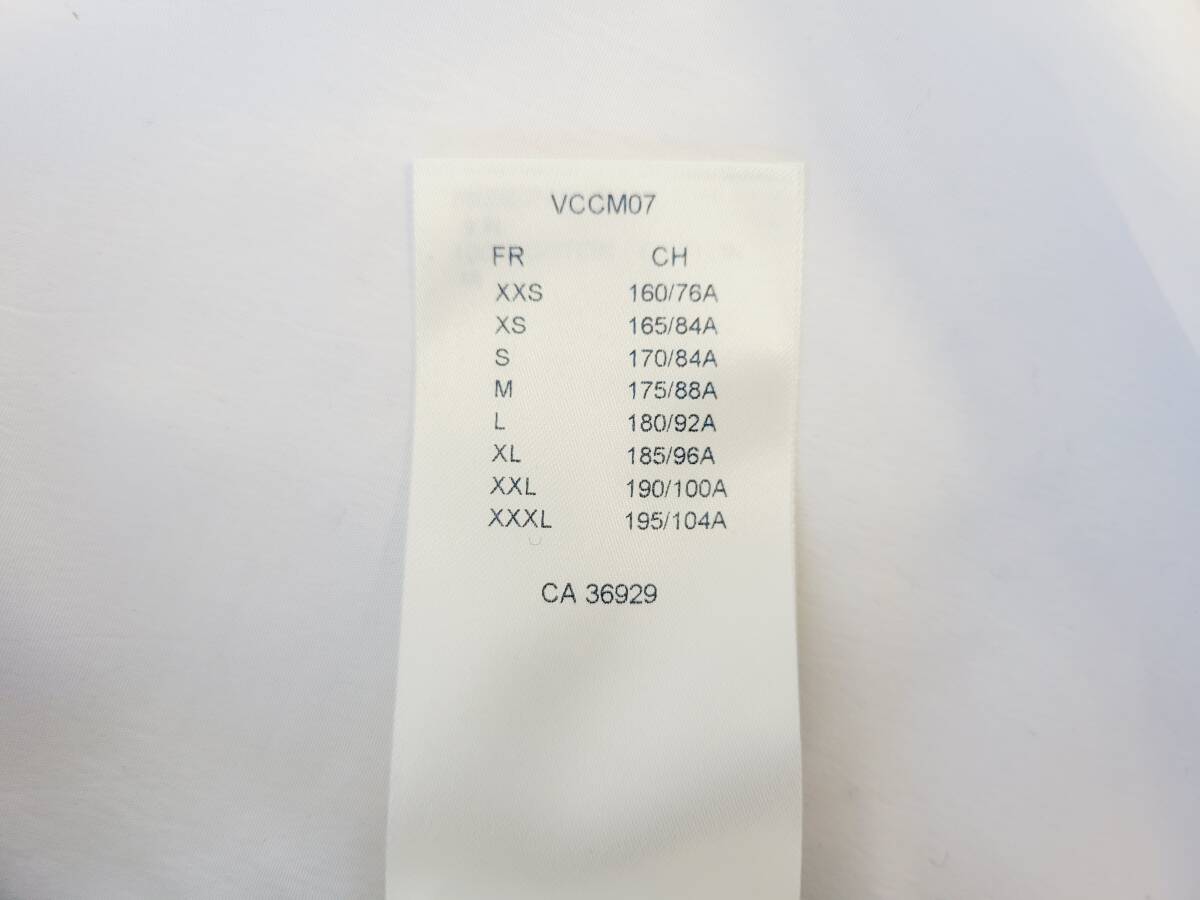 VCCM07
FR CH
XXS 160/76A
XS 165/84A
S 170/84A
M 175/88A
L 180/92A
XL 185/96A
XXL 190/100A
XXXL 195/104A
CA 36929